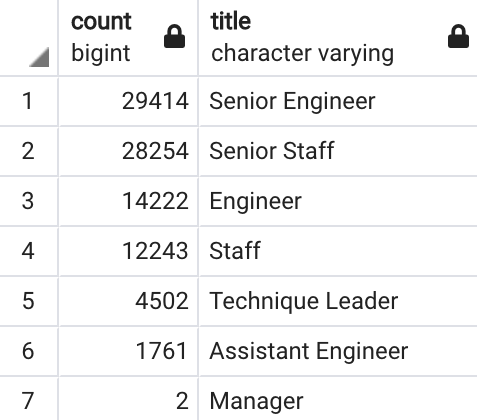 count title
bigint character varying
1 29414 Senior Engineer
2 28254 Senior Staff
3 14222 Engineer
4 12243 Staff
5 4502 Technique Leader
6 1761 Assistant Engineer
7 2 Manager